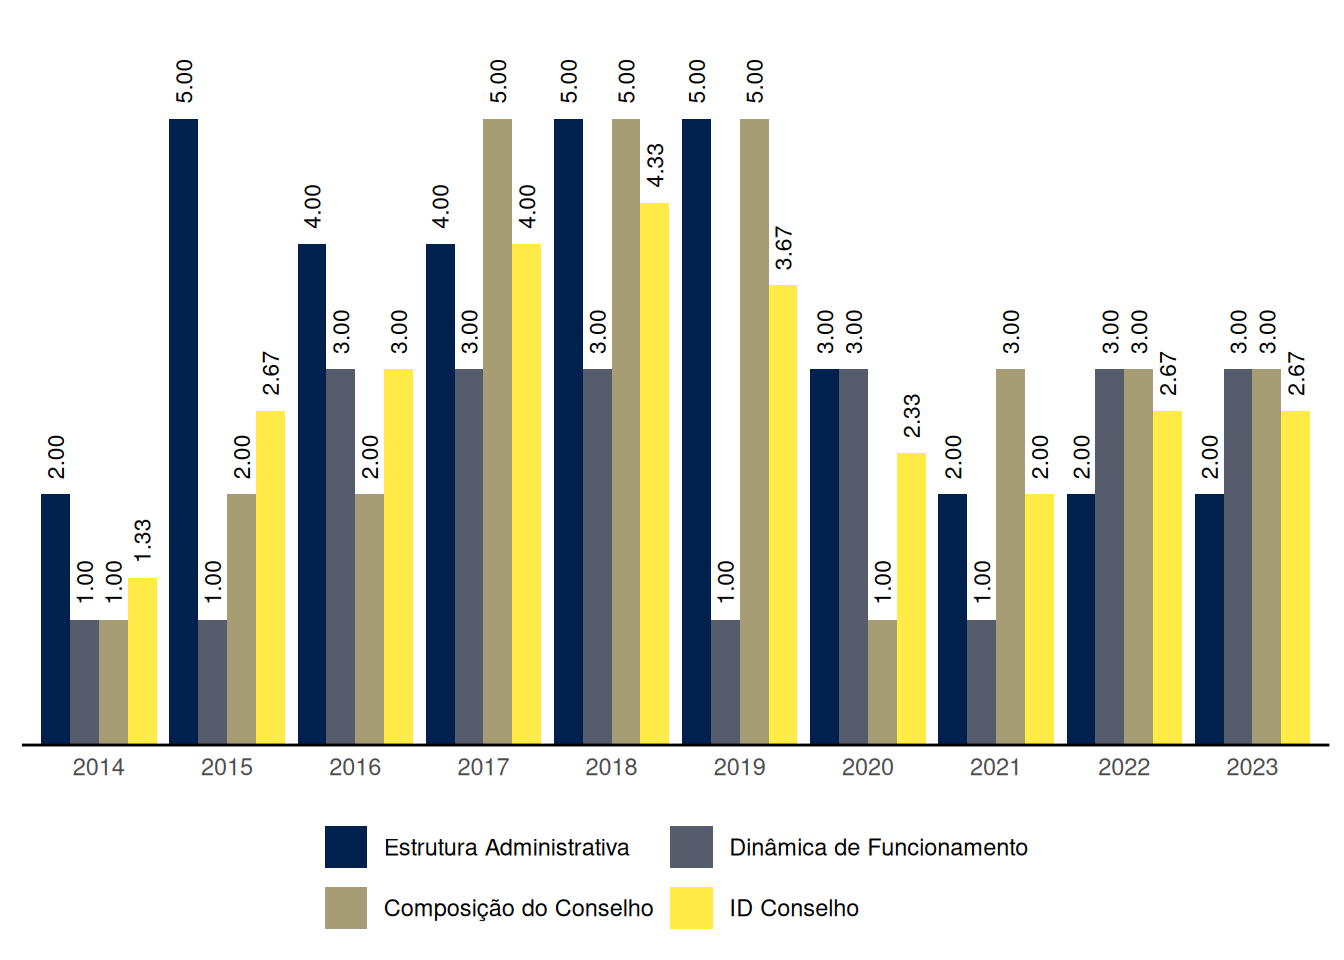 2.00 1.00 1.00 1.33
5.00 1.00 2.00 2.67
4.00 3.00 2.00 3.00
4.00 3.00 5.00 4.00
5.00 3.00 5.00 4.33
5.00 1.00 5.00 3.67
3.00 3.00 1.00 2.33
2.00 1.00 3.00 2.00
2.00 3.00 3.00 2.67
2.00 3.00 3.00 2.67
2014 2015 2016 2017 2018 2019 2020 2021 2022 2023
Estrutura Administrativa Dinâmica de Funcionamento
Composição do Conselho ID Conselho